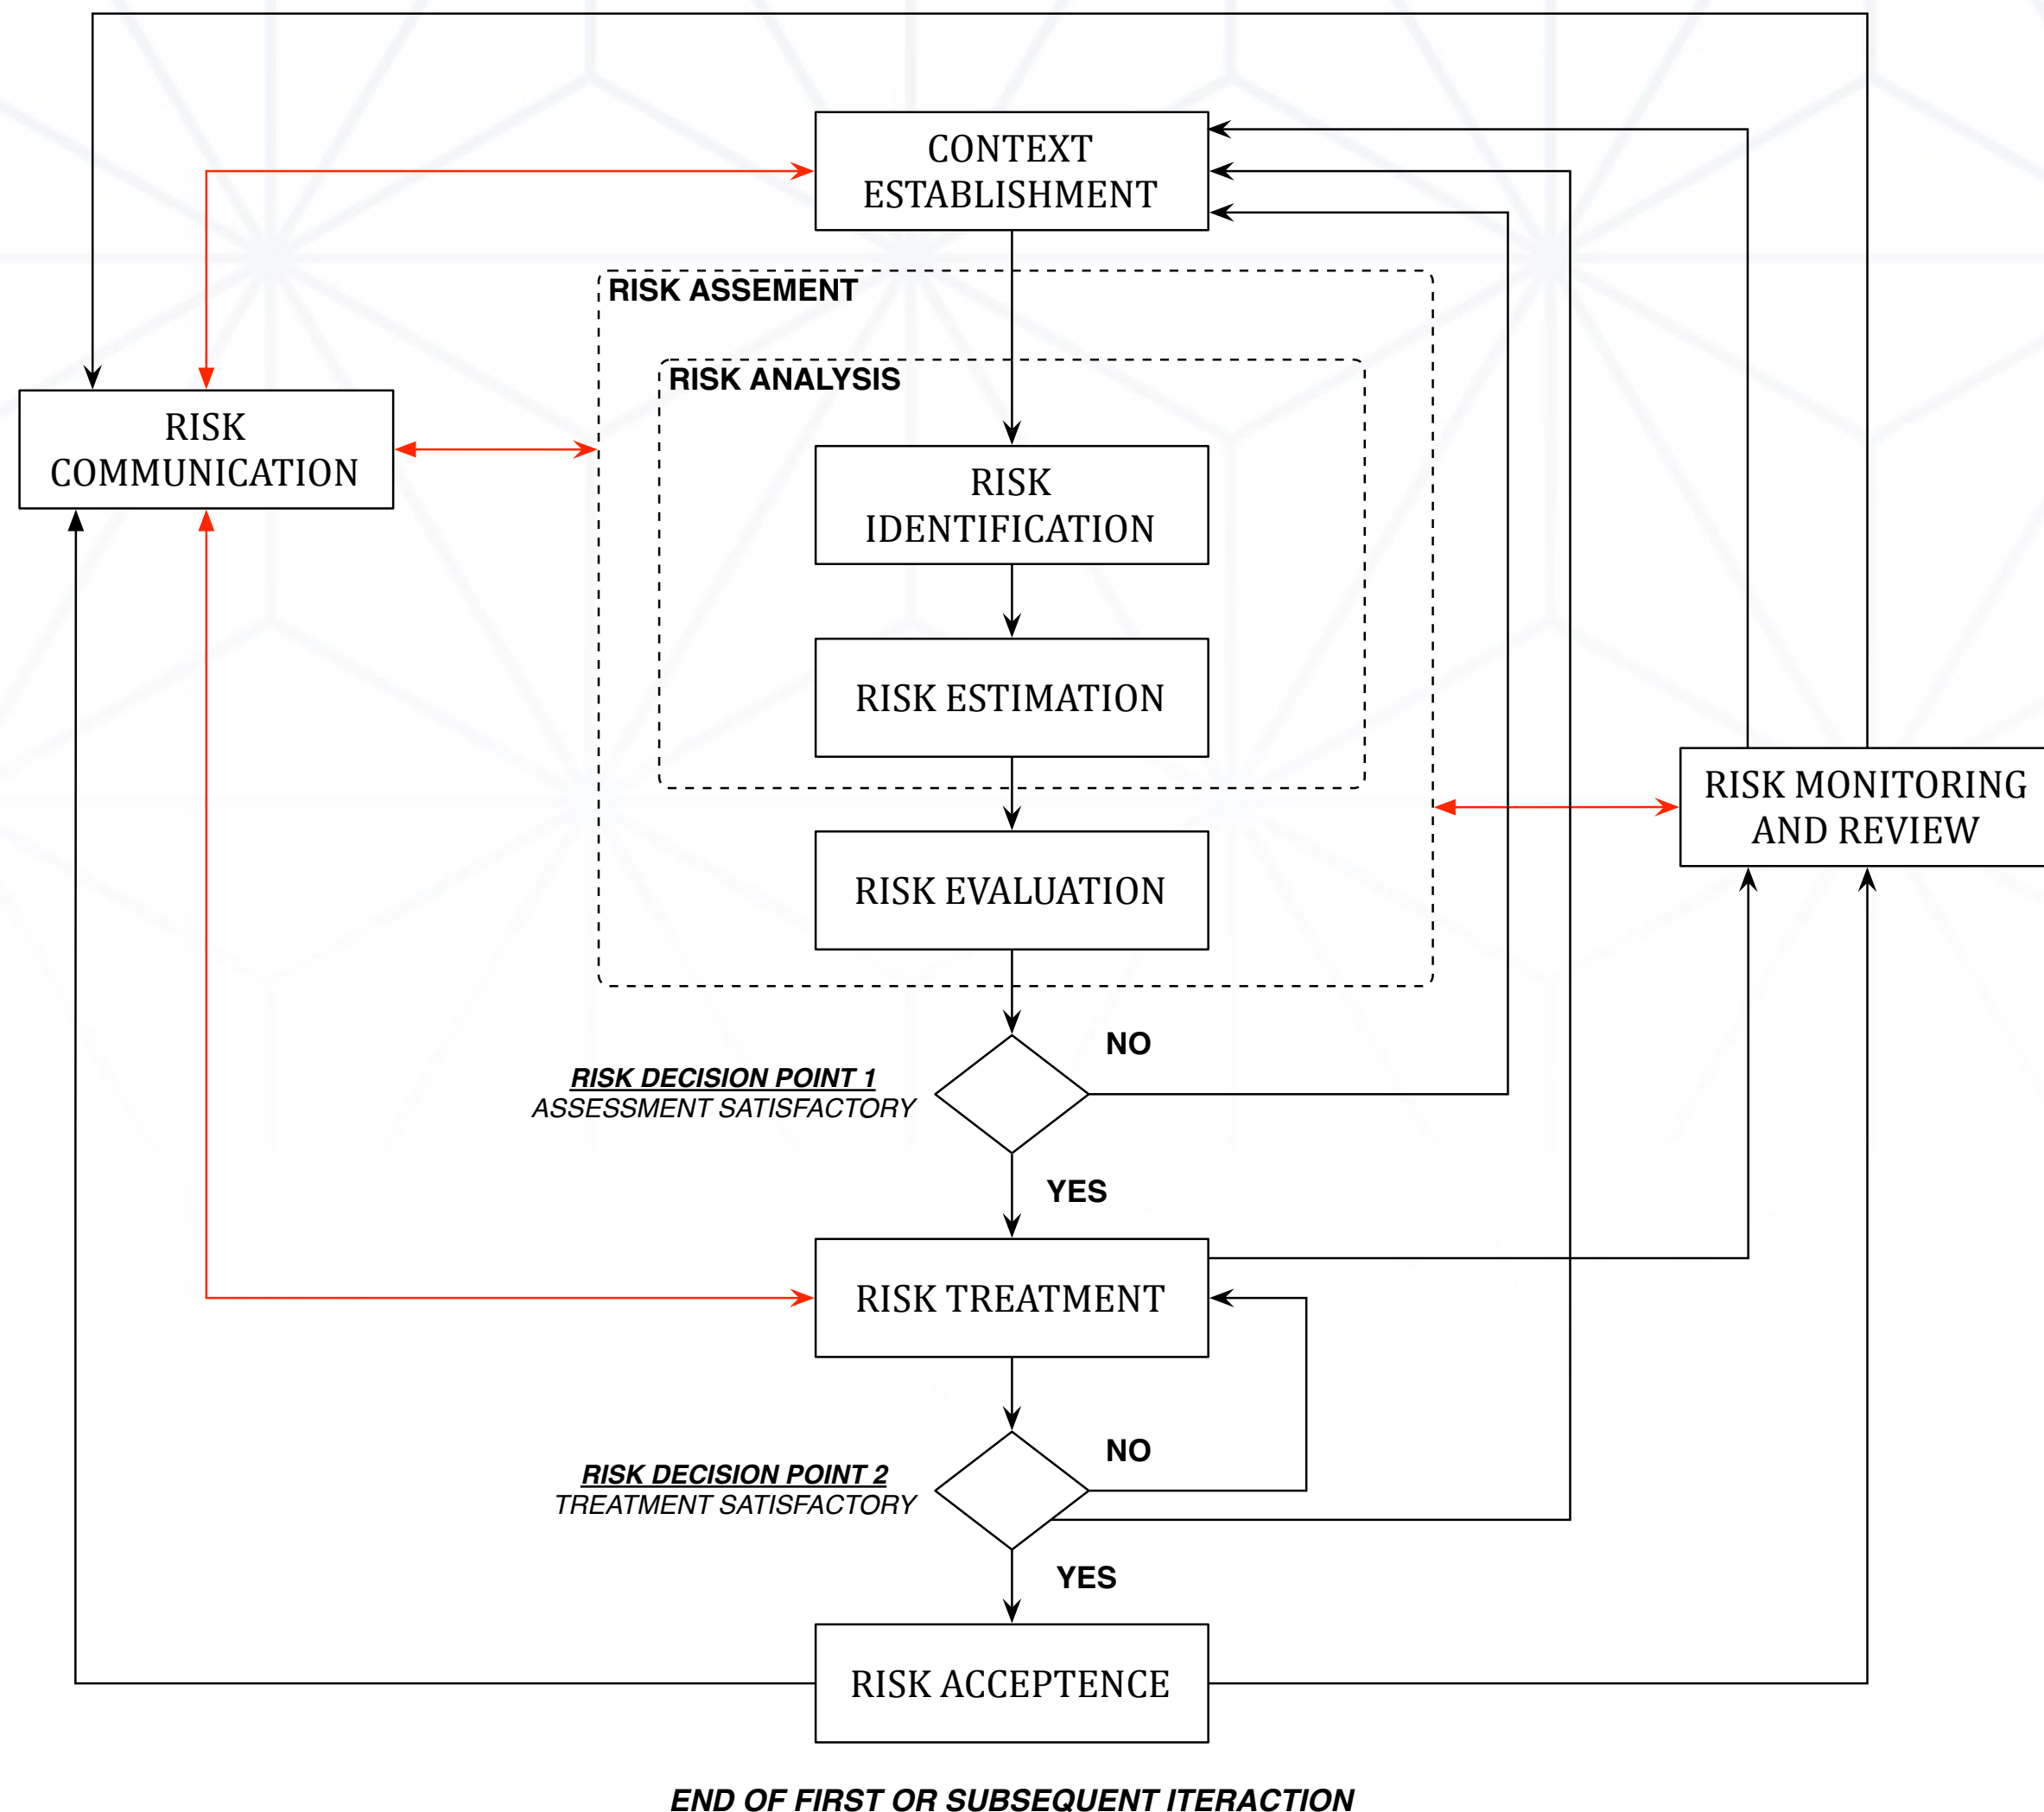 CONTEXT
ESTABLISHMENT
RISK ASSEMENT
RISK ANALYSIS
RISK
COMMUNICATION
RISK
IDENTIFICATION
RISK ESTIMATION
RISK MONITORING
AND REVIEW
RISK EVALUATION
NO
RISK DECISION POINT 1
ASSESSMENT SATISFACTORY
YES
RISK TREATMENT
NO
RISK DECISION POINT 2
TREATMENT SATISFACTORY
YES
RISK ACCEPTENCE
END OF FIRST OR SUBSEQUENT ITERACTION